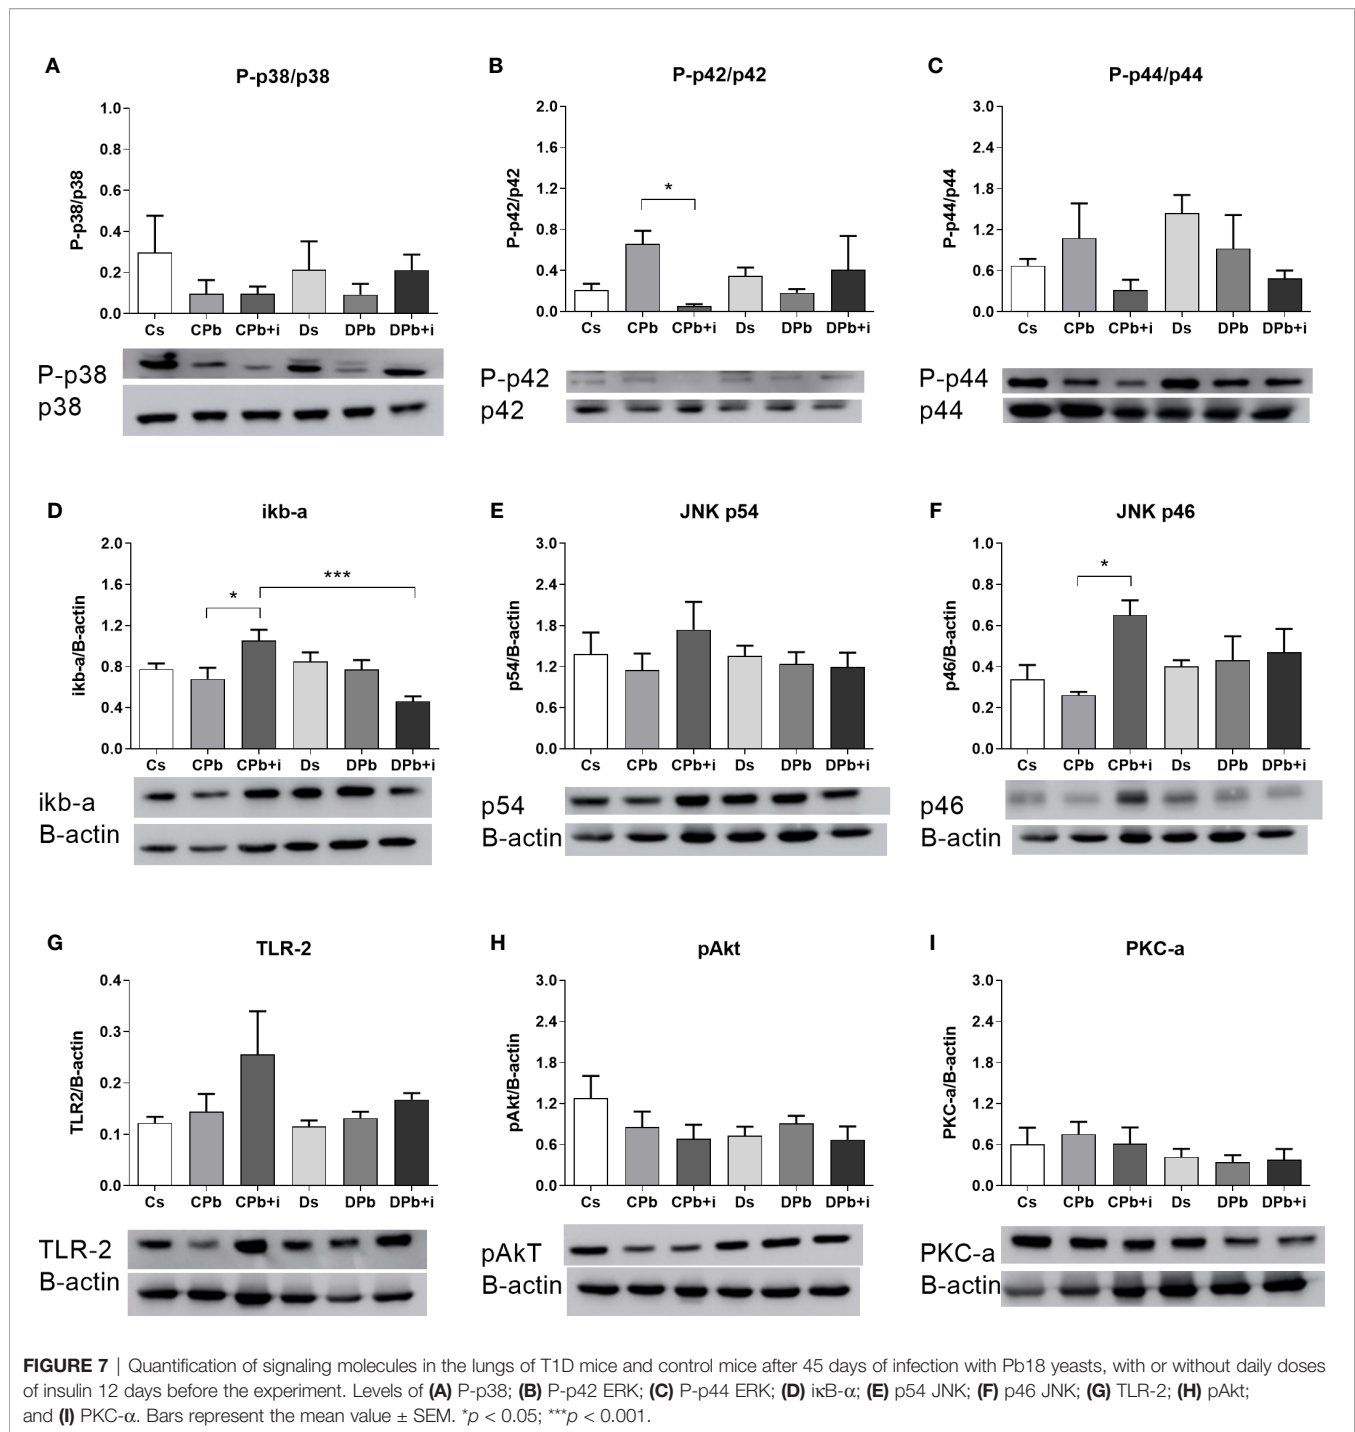 A
P-p38/p38
P-p38/p38
1.0
0.8
0.6
0.4
0.2
0.0
Cs CPb CPb+i Ds DPb DPb+i
P-p38
p38
B
P-p42/p42
P-p42/p42
2.0
1.6
1.2
0.8
0.4
0.0
*
Cs CPb CPb+i Ds DPb DPb+i
P-p42
p42
C
P-p44/p44
P-p44/p44
3.0
2.4
1.8
1.2
0.6
0.0
Cs CPb CPb+i Ds DPb DPb+i
P-p44
p44
D
ikb-a
ikb-a/B-actin
2.0
1.6
1.2
0.8
0.4
0.0
*
***
Cs CPb CPb+i Ds DPb DPb+i
ikb-a
B-actin
E
JNK p54
p54/B-actin
3.0
2.4
1.8
1.2
0.6
0.0
Cs CPb CPb+i Ds DPb DPb+i
p54
B-actin
F
JNK p46
p46/B-actin
1.0
0.8
0.6
0.4
0.2
0.0
*
Cs CPb CPb+i Ds DPb DPb+i
p46
B-actin
G
TLR-2
TLR2/B-actin
0.4
0.3
0.2
0.1
0.0
Cs CPb CPb+i Ds DPb DPb+i
TLR-2
B-actin
H
pAkt
pAkt/B-actin
3.0
2.4
1.8
1.2
0.6
0.0
Cs CPb CPb+i Ds DPb DPb+i
pAkT
B-actin
I
PKC-a
PKC-a/B-actin
3.0
2.4
1.8
1.2
0.6
0.0
Cs CPb CPb+i Ds DPb DPb+i
PKC-a
B-actin
FIGURE 7 | Quantification of signaling molecules in the lungs of T1D mice and control mice after 45 days of infection with Pb18 yeasts, with or without daily doses
of insulin 12 days before the experiment. Levels of (A) P-p38; (B) P-p42 ERK; (C) P-p44 ERK; (D) iκB-α; (E) p54 JNK; (F) p46 JNK; (G) TLR-2; (H) pAkt;
and (I) PKC-α. Bars represent the mean value ± SEM. *p < 0.05; ***p < 0.001.